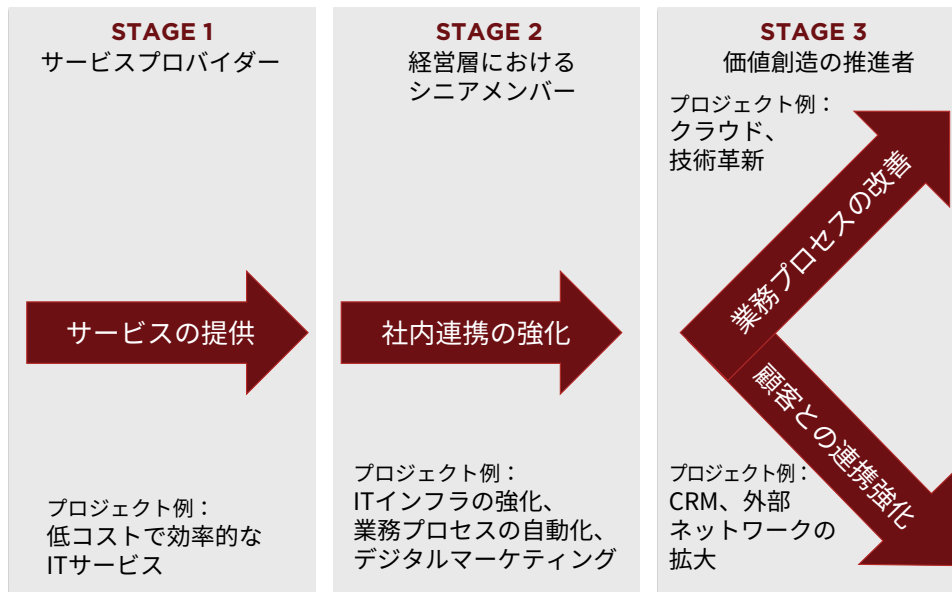 STAGE 1
サービスプロバイダー
サービスの提供
プロジェクト例：
低コストで効率的な
ITサービス
STAGE 2
経営層における
シニアメンバー
社内連携の強化
プロジェクト例：
ITインフラの強化、
業務プロセスの自動化、
デジタルマーケティング
STAGE 3
価値創造の推進者
プロジェクト例：
クラウド、
技術革新
業務プロセスの改善
顧客との連携強化
プロジェクト例：
CRM、外部
ネットワークの
拡大